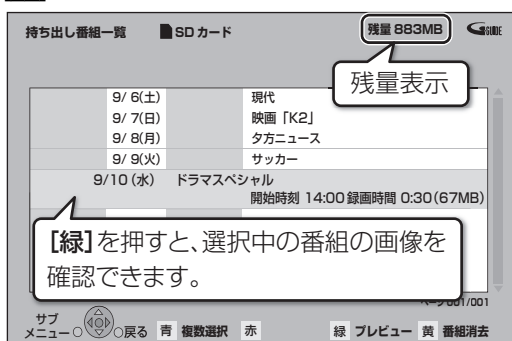 持ち出し番組一覧 SDカード 残量 883MB GGUIDE
残量表示
9/ 6(土) 現代
9/ 7(日) 映画「K2」
9/ 8(月) 夕方ニュース
9/ 9(火) サッカー
9/10(水) ドラマスペシャル
開始時刻 14:00 録画時間 0:30(67MB)
[緑]を押すと、選択中の番組の画像を
確認できます。
ページ 001/001
サブ
メニュー 戻る 青 複数選択 赤 緑 プレビュー 黄 番組消去